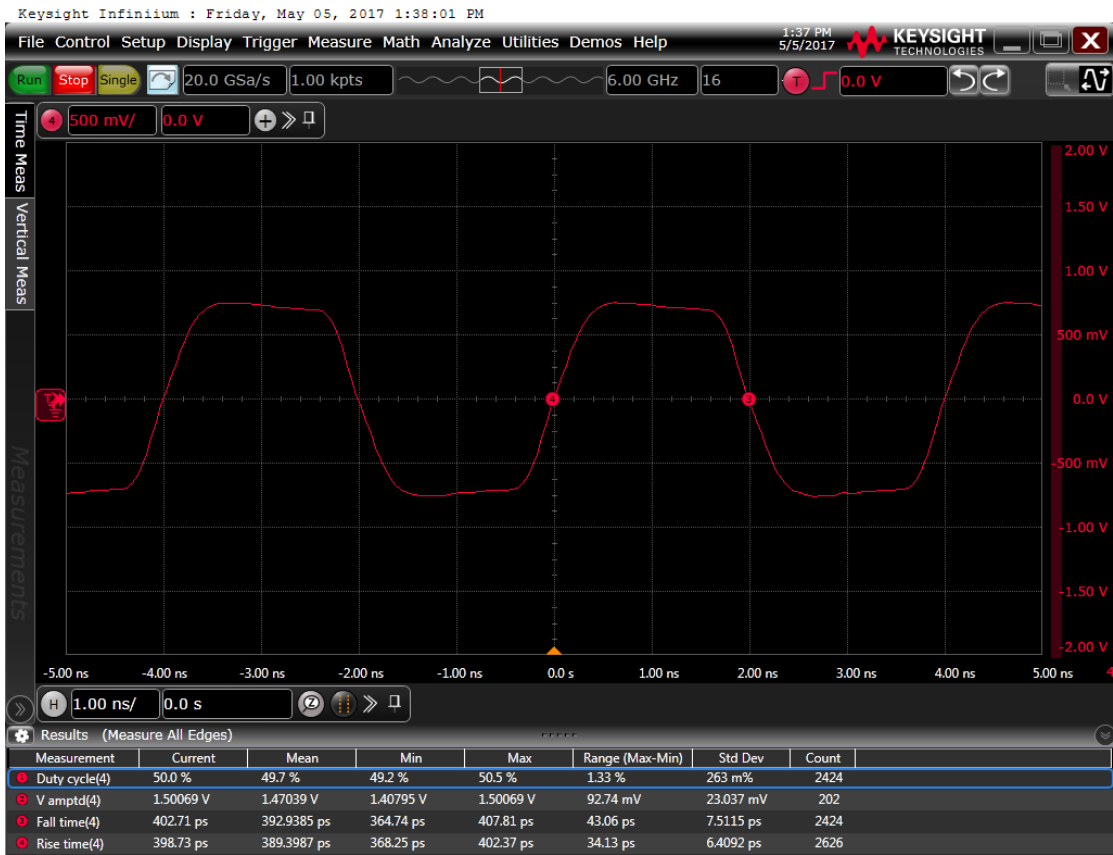 Keysight Infiniium : Friday, May 05, 2017 1:38:01 PM
File Control Setup Display Trigger Measure Math Analyze Utilities Demos Help 1:37 PM 5/5/2017 KEYSIGHT TECHNOLOGIES X
Run Stop Single 20.0 GSa/s 1.00 kpts 6.00 GHz 16 T 0.0 V
4 500 mV/ 0.0 V
Time Meas
Vertical Meas
Measurements
2.00 V
1.50 V
1.00 V
500 mV
T 4 3 0.0 V
-500 mV
-1.00 V
-1.50 V
-2.00 V
-5.00 ns -4.00 ns -3.00 ns -2.00 ns -1.00 ns 0.0 s 1.00 ns 2.00 ns 3.00 ns 4.00 ns 5.00 ns 4
H 1.00 ns/ 0.0 s Z
Results (Measure All Edges)
Measurement Current Mean Min Max Range (Max-Min) Std Dev Count
1 Duty cycle(4) 50.0 % 49.7 % 49.2 % 50.5 % 1.33 % 263 m% 2424
2 V amptd(4) 1.50069 V 1.47039 V 1.40795 V 1.50069 V 92.74 mV 23.037 mV 202
3 Fall time(4) 402.71 ps 392.9385 ps 364.74 ps 407.81 ps 43.06 ps 7.5115 ps 2424
4 Rise time(4) 398.73 ps 389.3987 ps 368.25 ps 402.37 ps 34.13 ps 6.4092 ps 2626